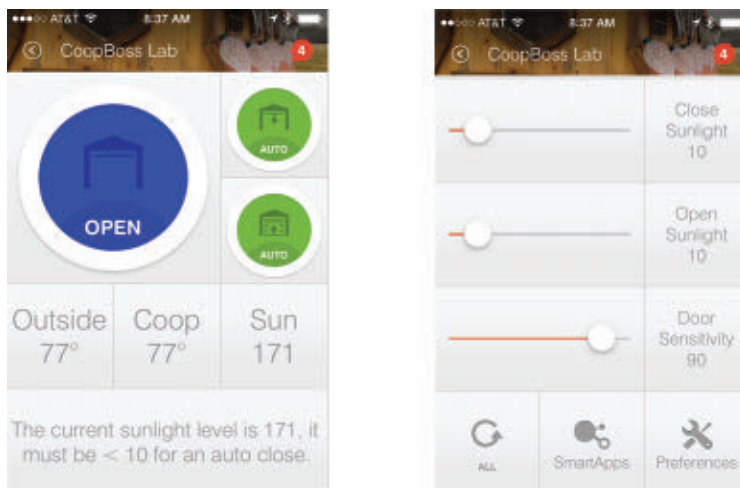 AT&T 8:37 AM
CoopBoss Lab 4
OPEN
AUTO
AUTO
Outside
77°
Coop
77°
Sun
171
The current sunlight level is 171, it
must be < 10 for an auto close.
AT&T 8:37 AM
CoopBoss Lab 4
Close
Sunlight
10
Open
Sunlight
10
Door
Sensitivity
90
ALL
SmartApps
Preferences